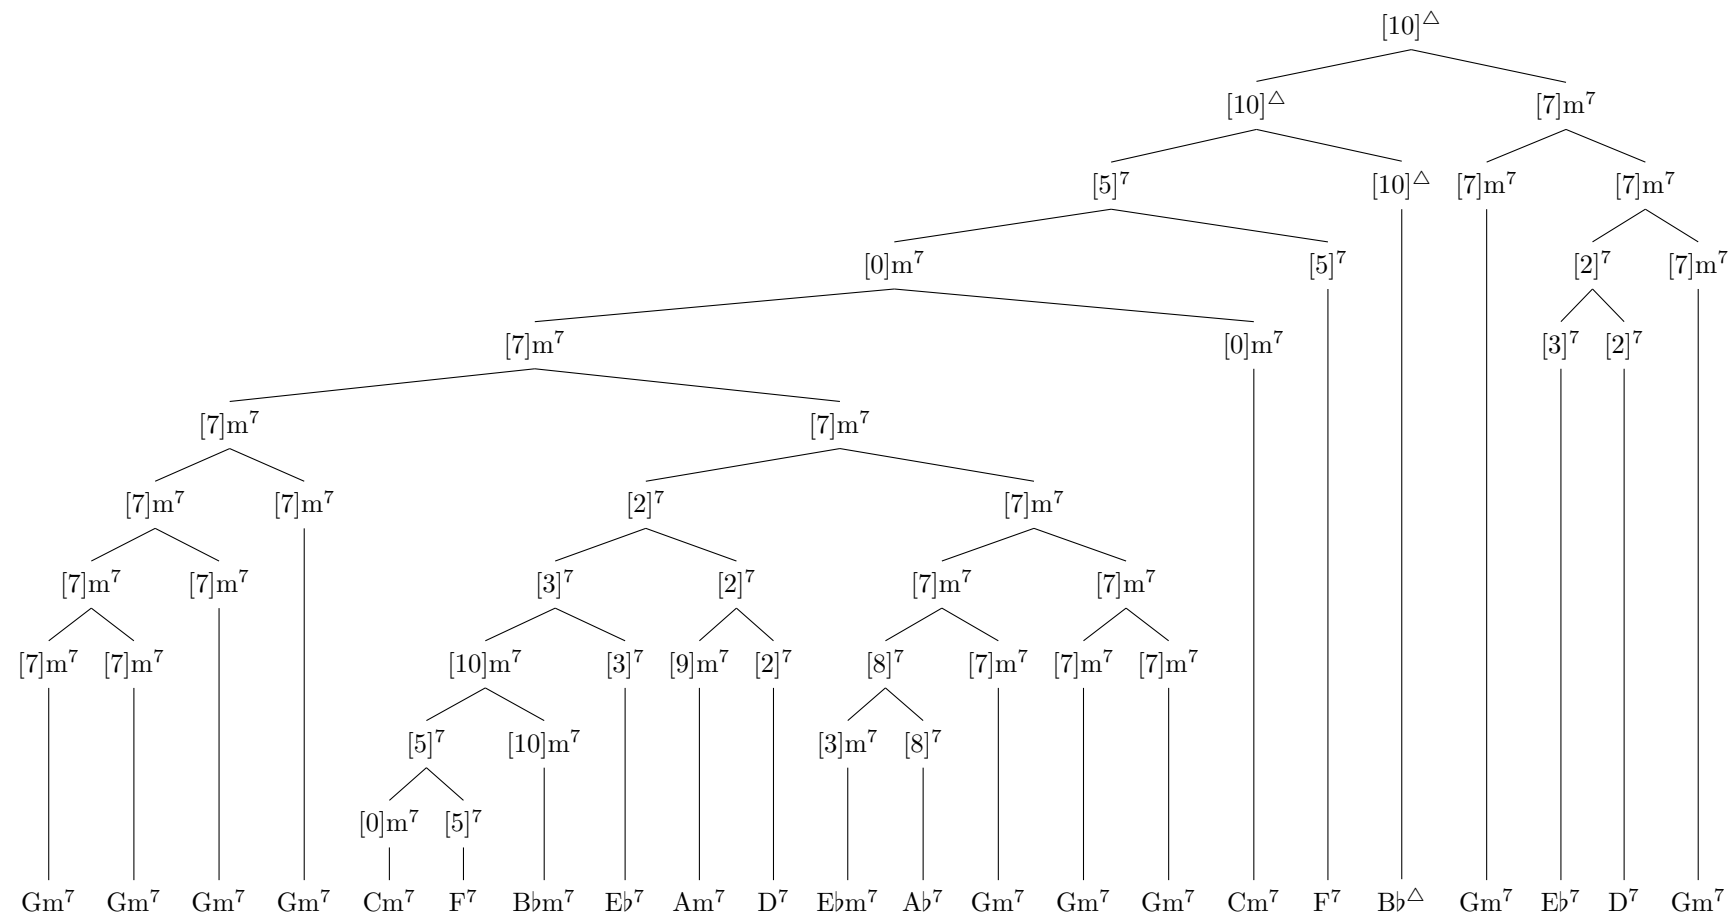 [10]△
[10]△ [7]m⁷
[5]⁷ [10]△ [7]m⁷ [7]m⁷
[0]m⁷ [5]⁷ [2]⁷ [7]m⁷
[7]m⁷ [0]m⁷ [3]⁷ [2]⁷
[7]m⁷ [7]m⁷
[7]m⁷ [7]m⁷ [2]⁷ [7]m⁷
[7]m⁷ [7]m⁷ [3]⁷ [2]⁷ [7]m⁷ [7]m⁷
[7]m⁷ [7]m⁷ [10]m⁷ [3]⁷ [9]m⁷ [2]⁷ [8]⁷ [7]m⁷ [7]m⁷ [7]m⁷
[5]⁷ [10]m⁷ [3]m⁷ [8]⁷
[0]m⁷ [5]⁷
Gm⁷ Gm⁷ Gm⁷ Gm⁷ Cm⁷ F⁷ B♭m⁷ E♭⁷ Am⁷ D⁷ E♭m⁷ A♭⁷ Gm⁷ Gm⁷ Gm⁷ Cm⁷ F⁷ B♭△ Gm⁷ E♭⁷ D⁷ Gm⁷